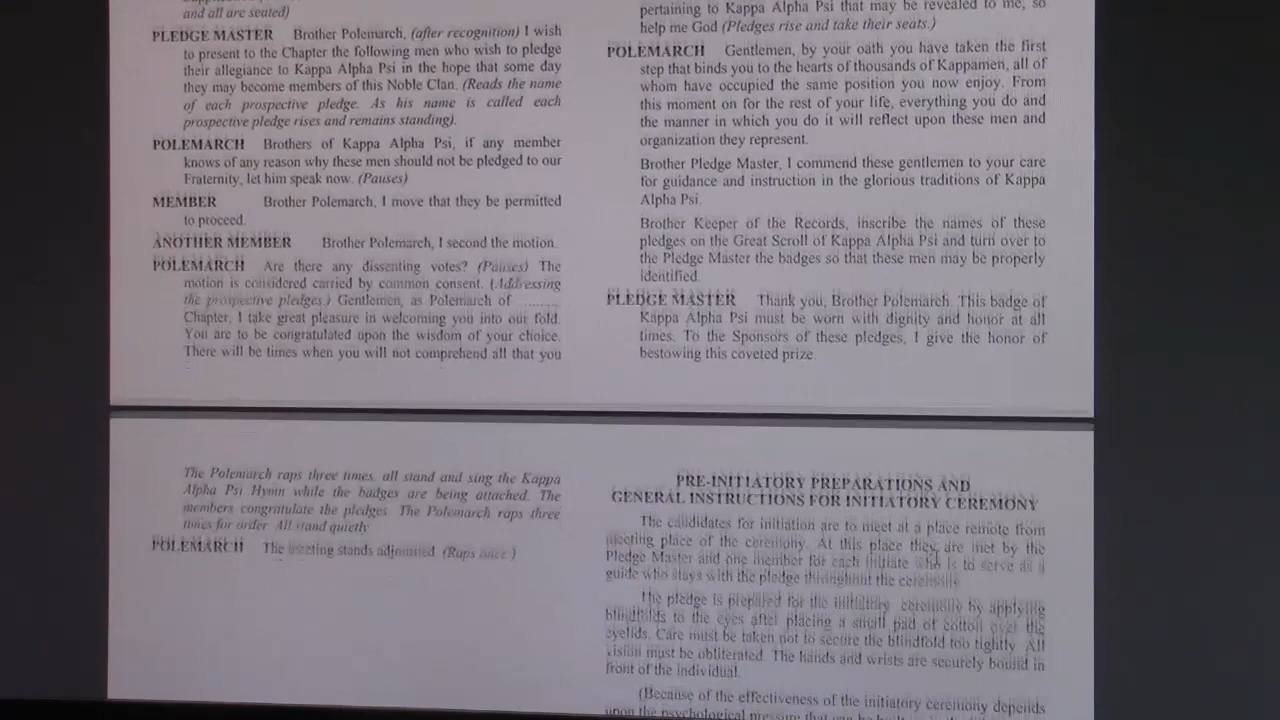 and all are seated)
PLEDGE MASTER Brother Polemarch, (after recognition) I wish
to present to the Chapter the following men who wish to pledge
their allegiance to Kappa Alpha Psi in the hope that some day
they may become members of this Noble Clan. (Reads the name
of each prospective pledge. As his name is called each
prospective pledge rises and remains standing).
POLEMARCH Brothers of Kappa Alpha Psi, if any member
knows of any reason why these men should not be pledged to our
Fraternity, let him speak now. (Pauses)
MEMBER Brother Polemarch, I move that they be permitted
to proceed.
ANOTHER MEMBER Brother Polemarch, I second the motion.
POLEMARCH Are there any dissenting votes? (Pauses) The
motion is considered carried by common consent. (Addressing
the prospective pledges.) Gentlemen, as Polemarch of ........
Chapter, I take great pleasure in welcoming you into our fold.
You are to be congratulated upon the wisdom of your choice.
There will be times when you will not comprehend all that you
pertaining to Kappa Alpha Psi that may be revealed to me, so
help me God (Pledges rise and take their seats.)
POLEMARCH Gentlemen, by your oath you have taken the first
step that binds you to the hearts of thousands of Kappamen, all of
whom have occupied the same position you now enjoy. From
this moment on for the rest of your life, everything you do and
the manner in which you do it will reflect upon these men and
organization they represent.
Brother Pledge Master, I commend these gentlemen to your care
for guidance and instruction in the glorious traditions of Kappa
Alpha Psi.
Brother Keeper of the Records, inscribe the names of these
pledges on the Great Scroll of Kappa Alpha Psi and turn over to
the Pledge Master the badges so that these men may be properly
identified.
PLEDGE MASTER Thank you, Brother Polemarch. This badge of
Kappa Alpha Psi must be worn with dignity and honor at all
times. To the Sponsors of these pledges, I give the honor of
bestowing this coveted prize.
The Polemarch raps three times, all stand and sing the Kappa
Alpha Psi Hymn while the badges are being attached. The
members congratulate the pledges. The Polemarch raps three
times for order. All stand quietly
POLEMARCH The meeting stands adjourned. (Raps once.)
PRE-INITIATORY PREPARATIONS AND
GENERAL INSTRUCTIONS FOR INITIATORY CEREMONY
The candidates for initiation are to meet at a place remote from
meeting place of the ceremony. At this place they are met by the
Pledge Master and one member for each initiate who is to serve as a
guide who stays with the pledge throughout the ceremony.
The pledge is prepared for the initiatory ceremony by applying
blindfolds to the eyes after placing a small pad of cotton over the
eyelids. Care must be taken not to secure the blindfold too tightly. All
vision must be obliterated. The hands and wrists are securely bound in
front of the individual.
(Because of the effectiveness of the initiatory ceremony depends
upon the psychological pressure that can be